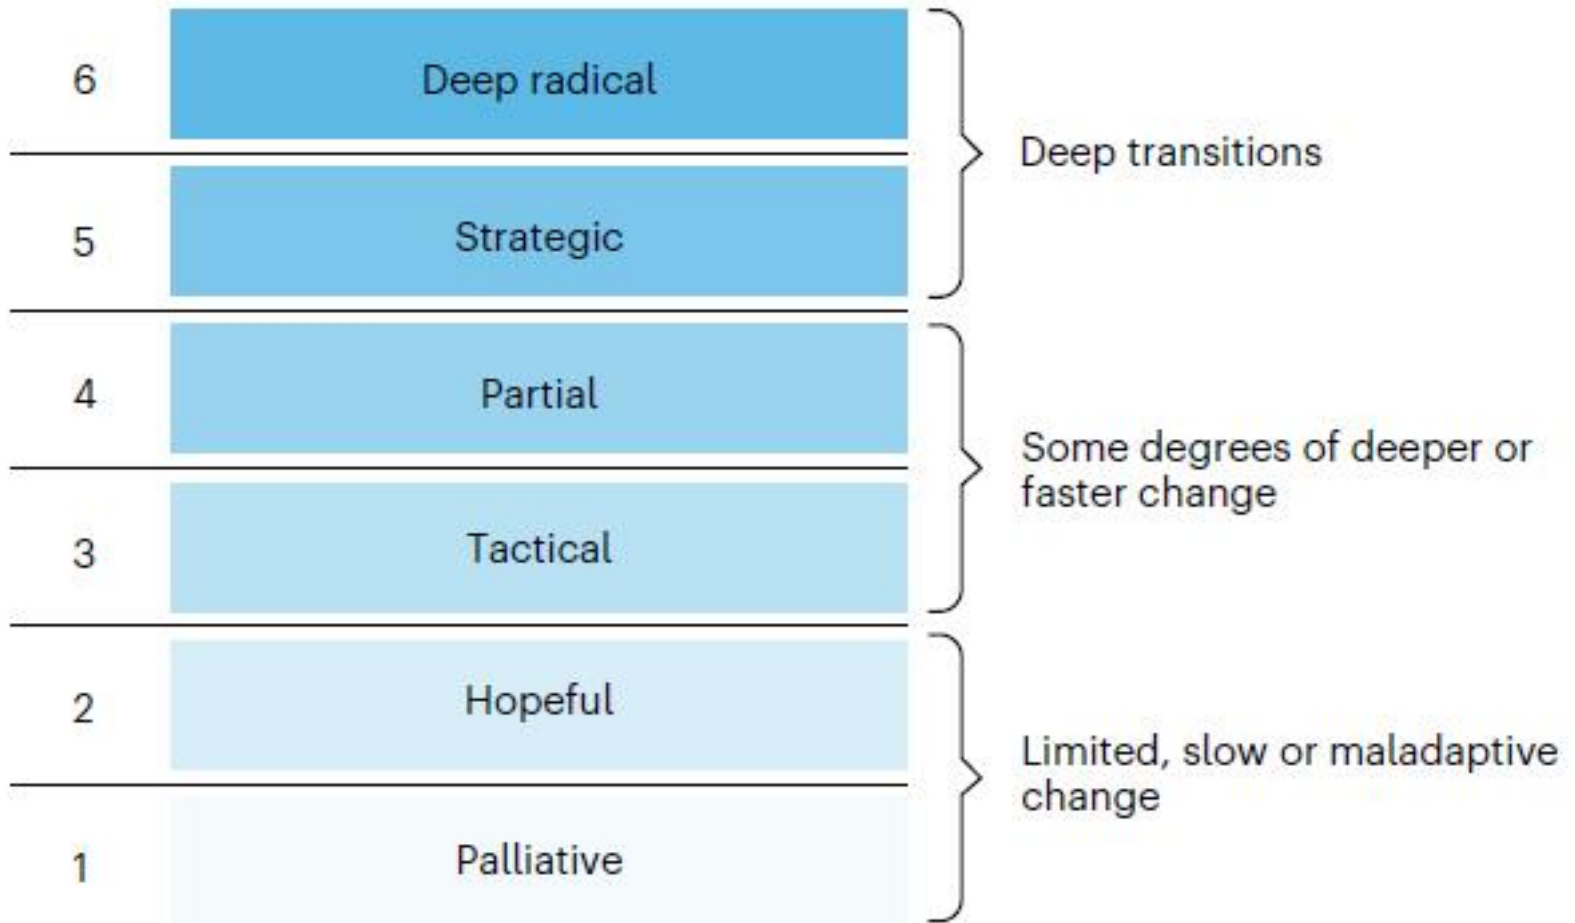 6 Deep radical
Deep transitions
5 Strategic
4 Partial
Some degrees of deeper or
faster change
3 Tactical
2 Hopeful
Limited, slow or maladaptive
change
1 Palliative